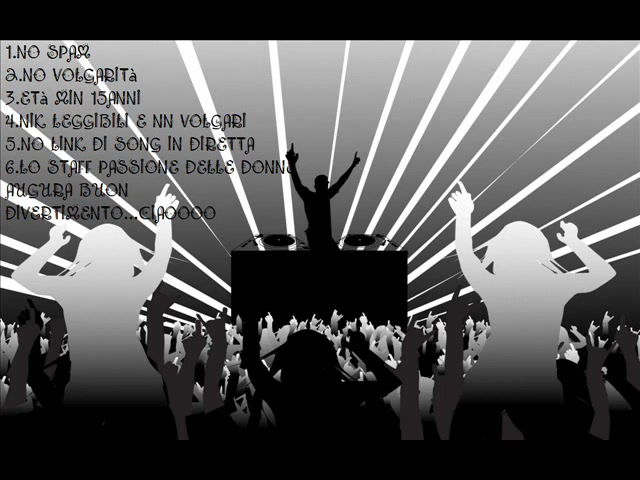 1.NO SPAM
2.NO VOLGARITà
3.ETà MIN 15ANNI
4.NIK LEGGIBILI E NN VOLGARI
5.NO LINK DI SONG IN DIRETTA
6.LO STAFF PASSIONE DELLE DONNE
AUGURA BUON
DIVERTIMENTO...CIAOOOO